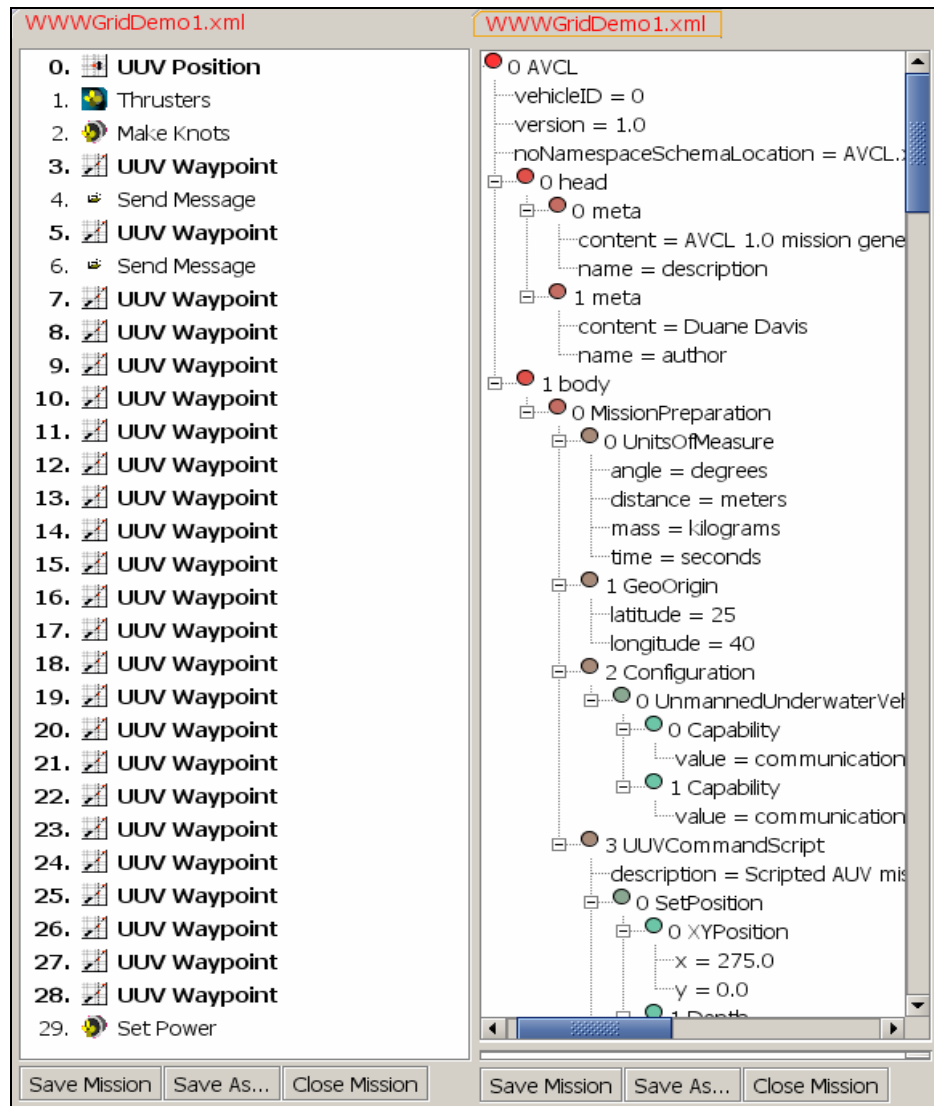 WWWGridDemo1.xml
0. UUV Position
1. Thrusters
2. Make Knots
3. UUV Waypoint
4. Send Message
5. UUV Waypoint
6. Send Message
7. UUV Waypoint
8. UUV Waypoint
9. UUV Waypoint
10. UUV Waypoint
11. UUV Waypoint
12. UUV Waypoint
13. UUV Waypoint
14. UUV Waypoint
15. UUV Waypoint
16. UUV Waypoint
17. UUV Waypoint
18. UUV Waypoint
19. UUV Waypoint
20. UUV Waypoint
21. UUV Waypoint
22. UUV Waypoint
23. UUV Waypoint
24. UUV Waypoint
25. UUV Waypoint
26. UUV Waypoint
27. UUV Waypoint
28. UUV Waypoint
29. Set Power
Save Mission Save As... Close Mission
WWWGridDemo1.xml
0 AVCL
vehicleID = 0
version = 1.0
noNamespaceSchemaLocation = AVCL.
0 head
0 meta
content = AVCL 1.0 mission gene
name = description
1 meta
content = Duane Davis
name = author
1 body
0 MissionPreparation
0 UnitsOfMeasure
angle = degrees
distance = meters
mass = kilograms
time = seconds
1 GeoOrigin
latitude = 25
longitude = 40
2 Configuration
0 UnmannedUnderwaterVeh
0 Capability
value = communication
1 Capability
value = communication
3 UUVCommandScript
description = Scripted AUV mis
0 SetPosition
0 XYPosition
x = 275.0
y = 0.0
1 Depth
Save Mission Save As... Close Mission